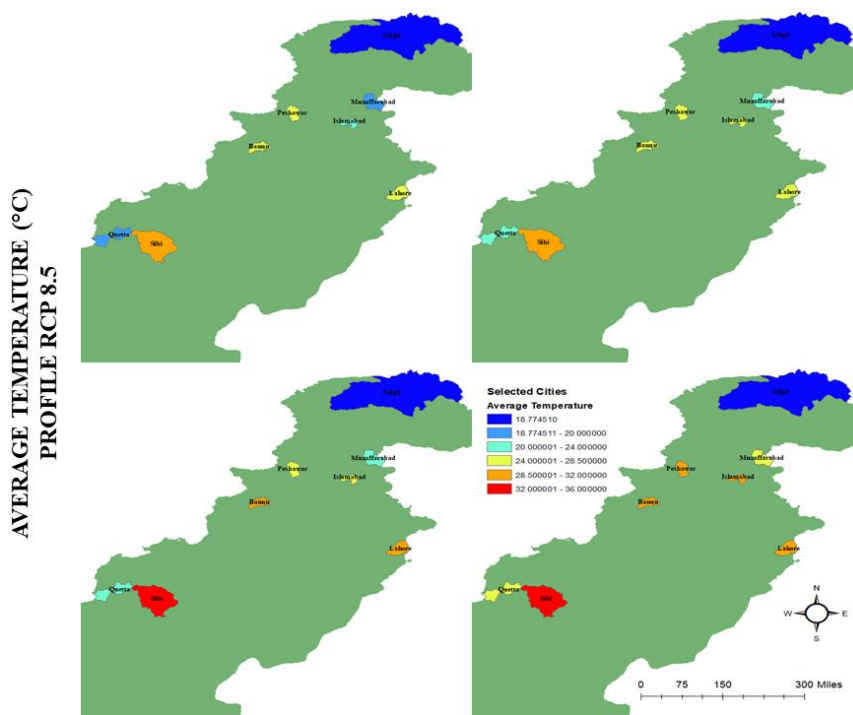 AVERAGE TEMPERATURE (°C)
PROFILE RCP 8.5
Gilgit
Muzaffarabad
Peshawar
Islamabad
Bannu
Lahore
Quetta
Sibi
Gilgit
Muzaffarabad
Peshawar
Islamabad
Bannu
Lahore
Quetta
Sibi
Gilgit
Muzaffarabad
Peshawar
Islamabad
Bannu
Lahore
Quetta
Sibi
Selected Cities
Average Temperature
18.774510
18.774511 - 20.000000
20.000001 - 24.000000
24.000001 - 28.500000
28.500001 - 32.000000
32.000001 - 36.000000
Gilgit
Muzaffarabad
Peshawar
Islamabad
Bannu
Lahore
Quetta
Sibi
N
W
E
S
0 75 150 300 Miles